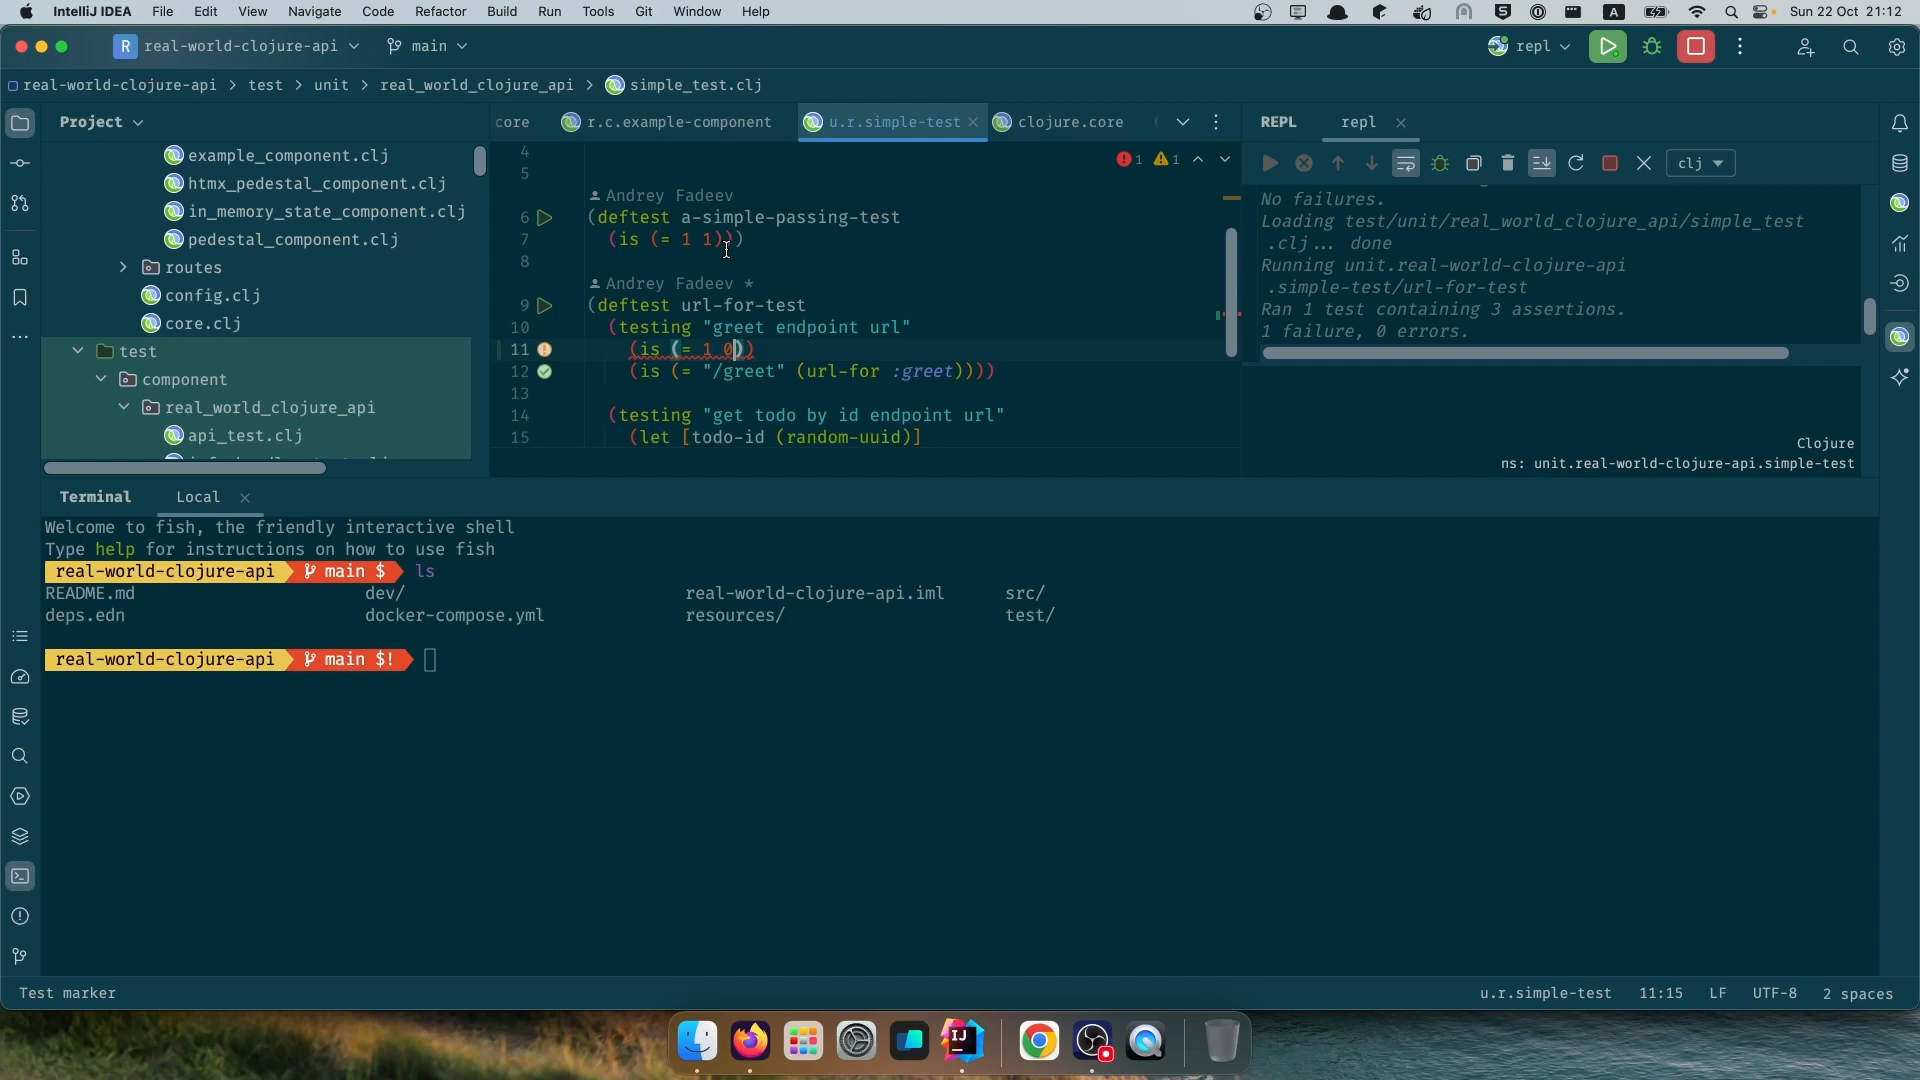 IntelliJ IDEA File Edit View Navigate Code Refactor Build Run Tools Git Window Help
A
Sun 22 Oct 21:12
R real-world-clojure-api main
repl
real-world-clojure-api > test > unit > real_world_clojure_api > simple_test.clj
Project
core r.c.example-component u.r.simple-test clojure.core
REPL repl
example_component.clj
htmx_pedestal_component.clj
in_memory_state_component.clj
pedestal_component.clj
routes
config.clj
core.clj
test
component
real_world_clojure_api
api_test.clj
4
5
1 1
Andrey Fadeev
6 (deftest a-simple-passing-test
7 (is (= 1 1)))
8
Andrey Fadeev *
9 (deftest url-for-test
10 (testing "greet endpoint url"
11 (is (= 1 0))
12 (is (= "/greet" (url-for :greet))))
13
14 (testing "get todo by id endpoint url"
15 (let [todo-id (random-uuid)]
clj
No failures.
Loading test/unit/real_world_clojure_api/simple_test
.clj... done
Running unit.real-world-clojure-api
.simple-test/url-for-test
Ran 1 test containing 3 assertions.
1 failure, 0 errors.
Clojure
ns: unit.real-world-clojure-api.simple-test
Terminal Local
Welcome to fish, the friendly interactive shell
Type help for instructions on how to use fish
real-world-clojure-api main $ ls
README.md dev/ real-world-clojure-api.iml src/
deps.edn docker-compose.yml resources/ test/
real-world-clojure-api main $!
Test marker
u.r.simple-test 11:15 LF UTF-8 2 spaces
IJ